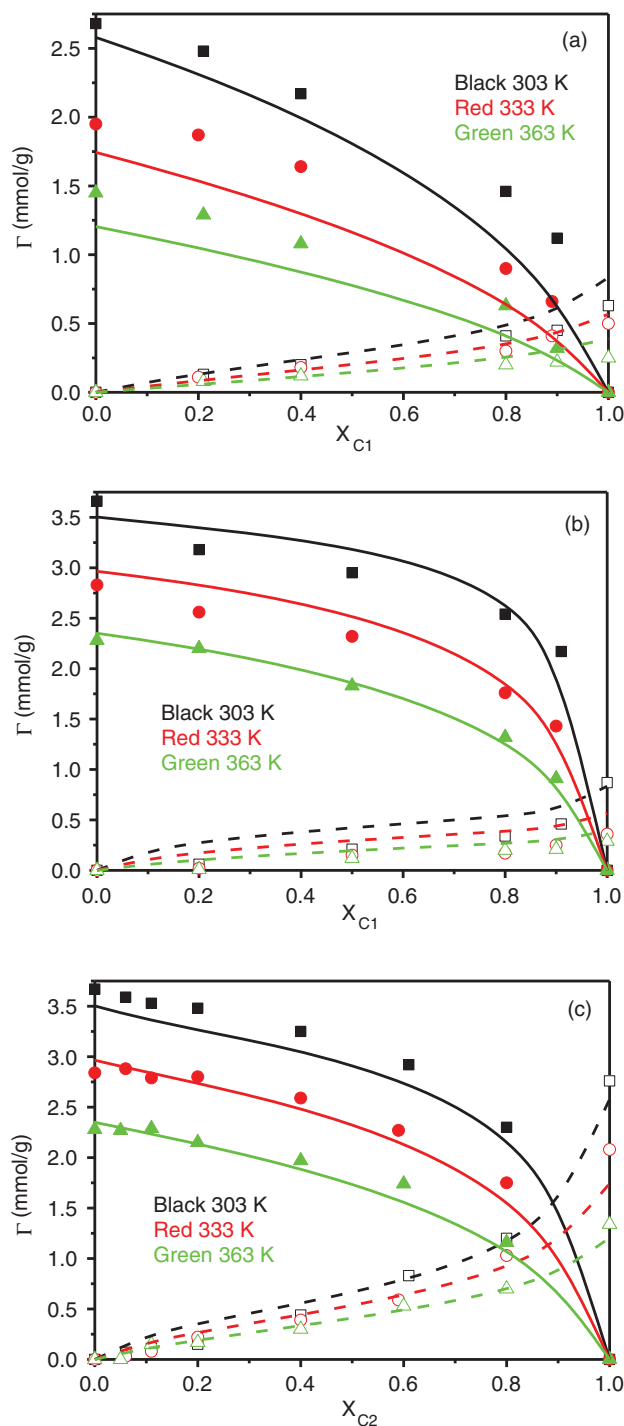 (a)
Black 303 K
Red 333 K
Green 363 K
Γ (mmol/g)
2.5
2.0
1.5
1.0
0.5
0.0
0.0 0.2 0.4 0.6 0.8 1.0
X_C1
(b)
Γ (mmol/g)
3.5
3.0
2.5
2.0
1.5
1.0
0.5
0.0
Black 303 K
Red 333 K
Green 363 K
0.0 0.2 0.4 0.6 0.8 1.0
X_C1
(c)
Γ (mmol/g)
3.5
3.0
2.5
2.0
1.5
1.0
0.5
0.0
Black 303 K
Red 333 K
Green 363 K
0.0 0.2 0.4 0.6 0.8 1.0
X_C2